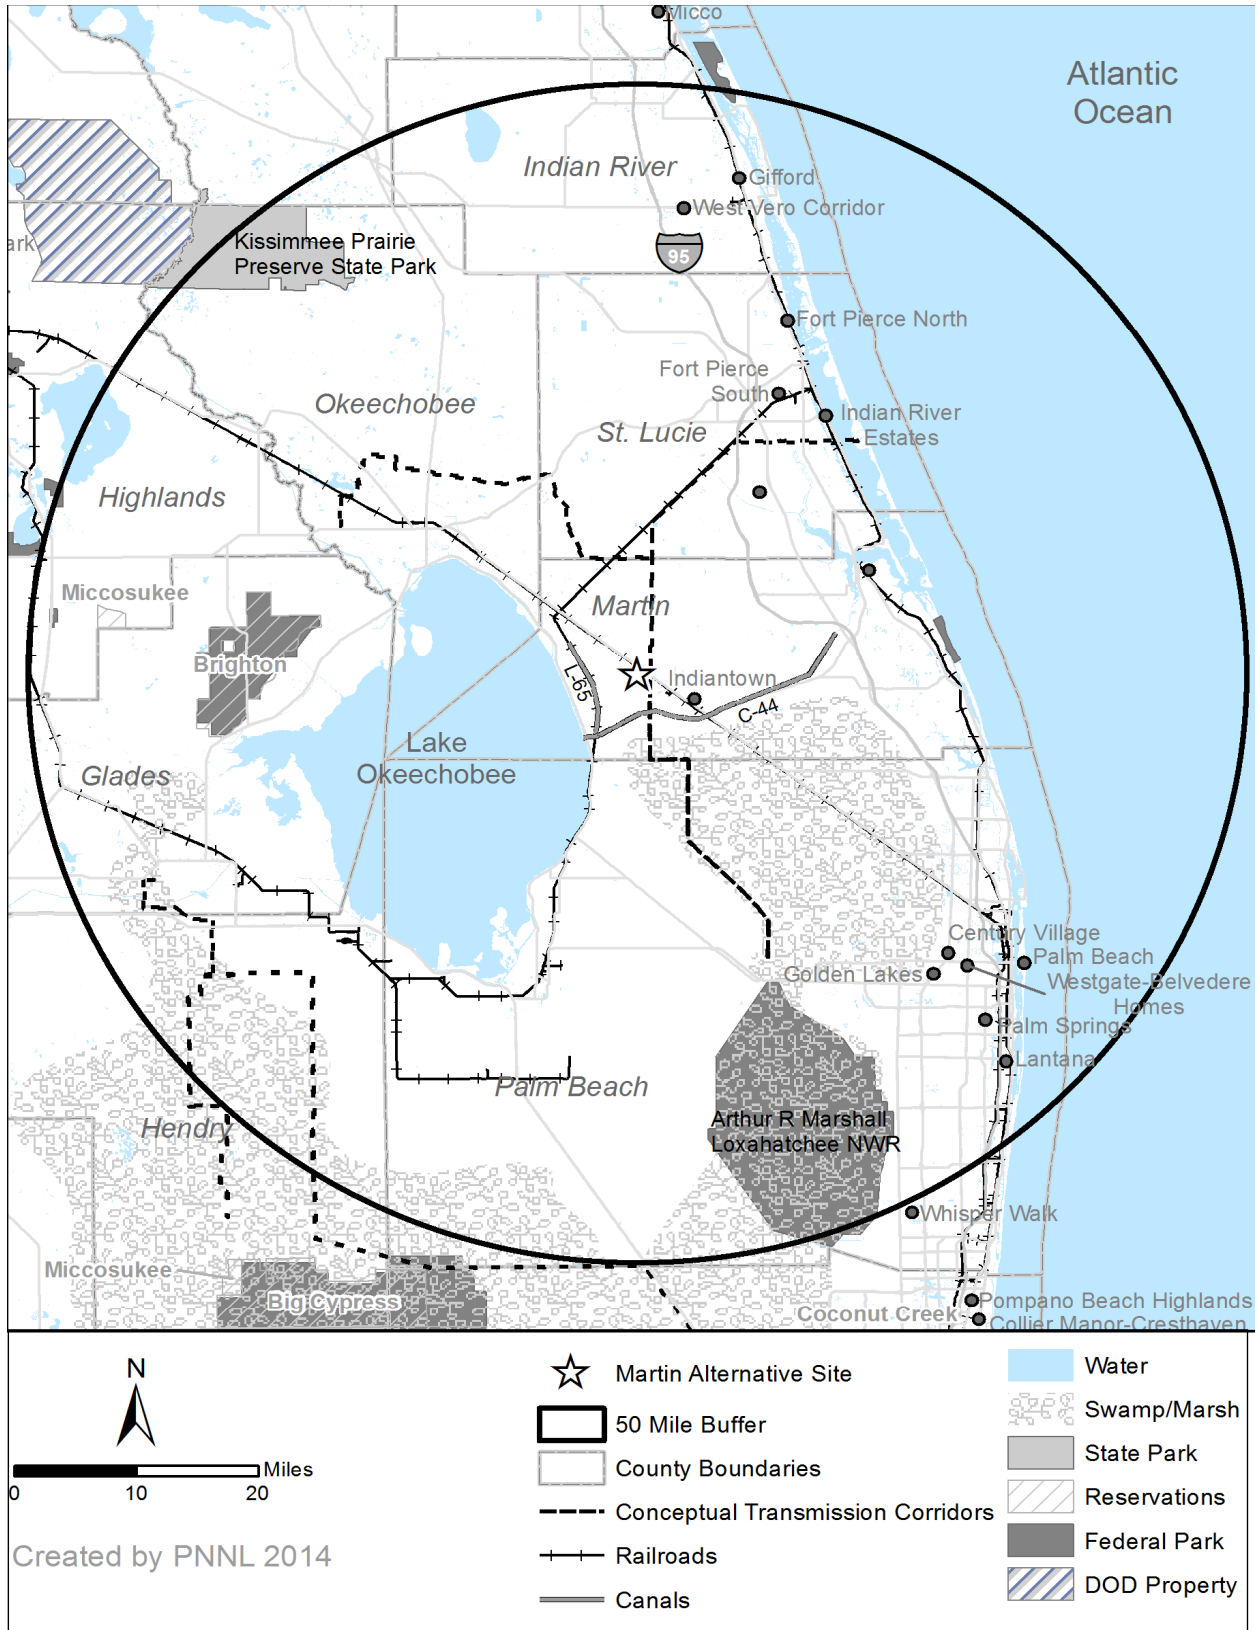 Micco
Atlantic
Ocean
Indian River
Gifford
West Vero Corridor
ark
Kissimmee Prairie
Preserve State Park
95
Fort Pierce North
Fort Pierce
South
Okeechobee
St. Lucie
Indian River
Estates
Highlands
Miccosukee
Martin
Brighton
L-65
Indiantown
C-44
Lake
Okeechobee
Glades
Century Village
Palm Beach
Golden Lakes
Westgate-Belvedere
Homes
Palm Springs
Lantana
Palm Beach
Arthur R Marshall
Loxahatchee NWR
Hendry
Whisper Walk
Miccosukee
Big Cypress
Pompano Beach Highlands
Coconut Creek
Collier Manor-Cresthaven
N
Miles
0 10 20
Created by PNNL 2014
Martin Alternative Site
50 Mile Buffer
County Boundaries
Conceptual Transmission Corridors
Railroads
Canals
Water
Swamp/Marsh
State Park
Reservations
Federal Park
DOD Property